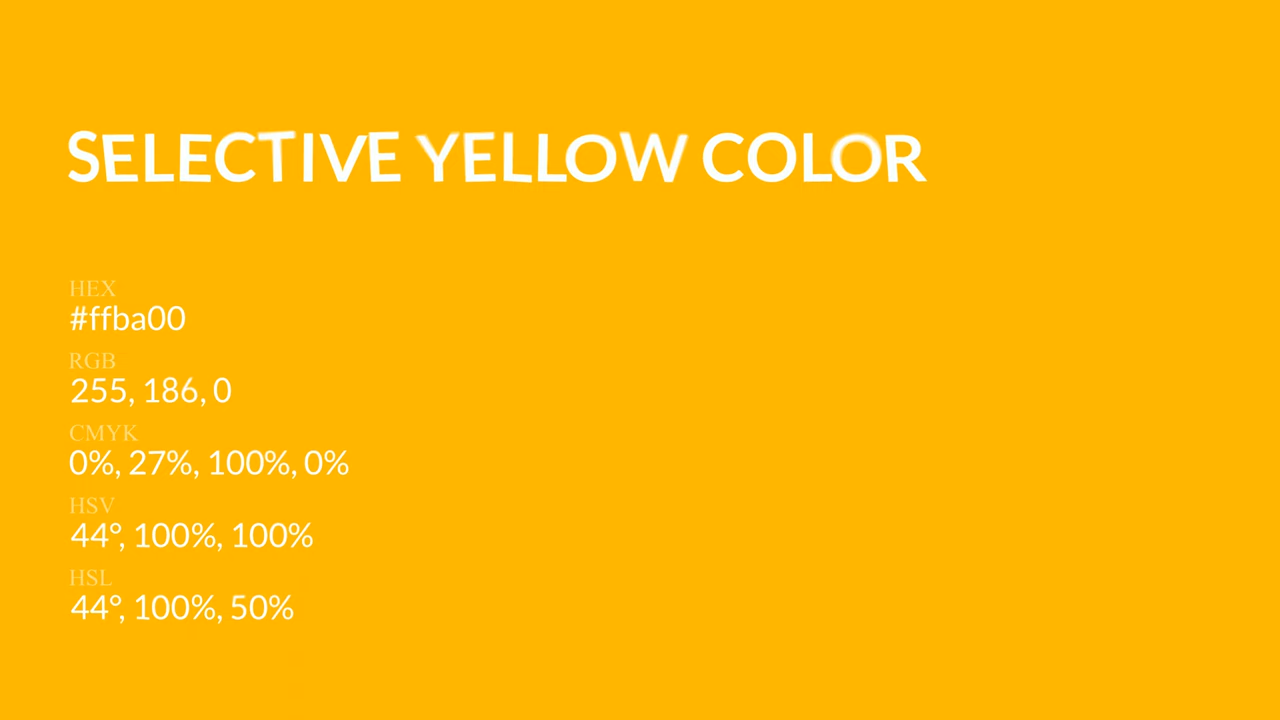 SELECTIVE YELLOW COLOR
HEX
#ffba00
RGB
255, 186, 0
CMYK
0%, 27%, 100%, 0%
HSV
44°, 100%, 100%
HSL
44°, 100%, 50%